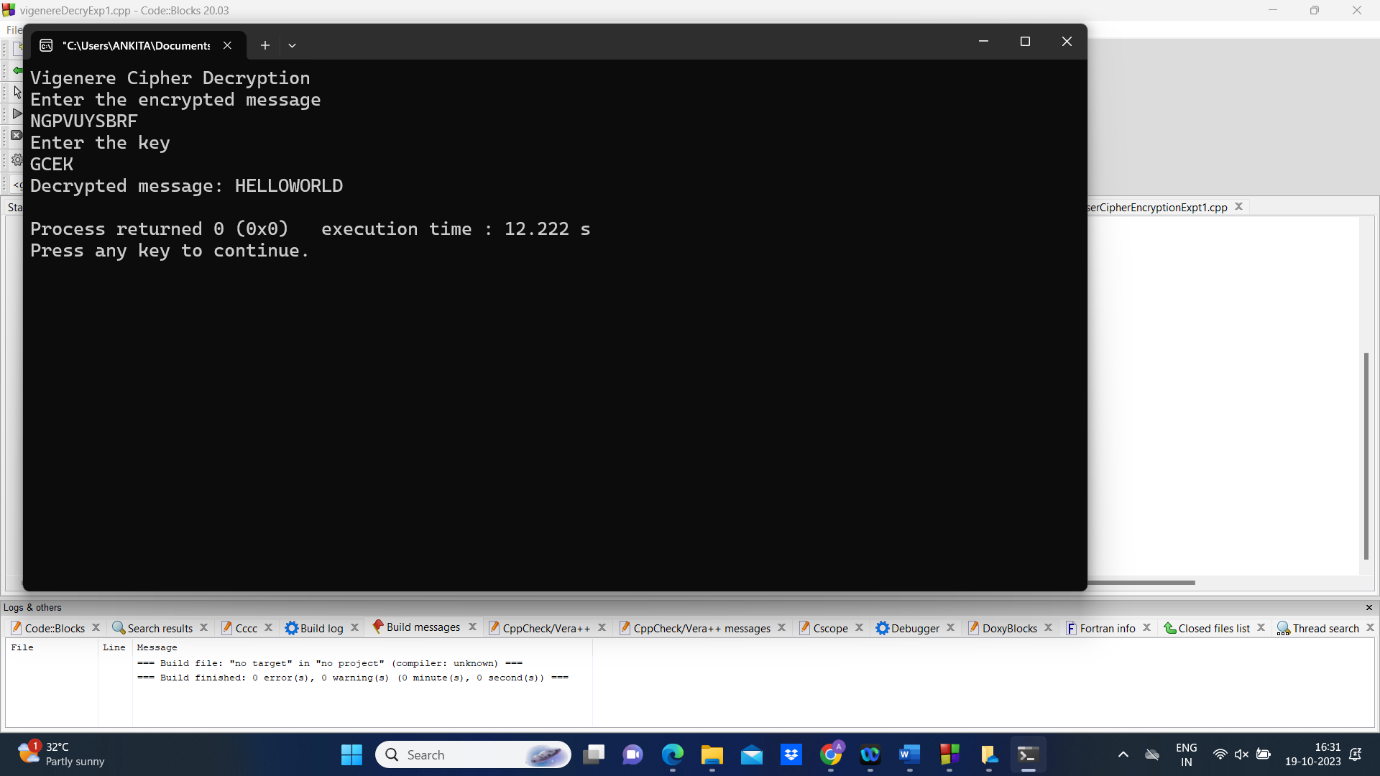 vigenereDecryExp1.cpp - Code::Blocks 20.03
File
"C:\Users\ANKITA\Documents
Vigenere Cipher Decryption
Enter the encrypted message
NGPVUYSBRF
Enter the key
GCEK
Decrypted message: HELLOWORLD
Process returned 0 (0x0) execution time : 12.222 s
Press any key to continue.
<g
Sta
serCipherEncryptionExpt1.cpp
Logs & others
Code::Blocks Search results Cccc Build log Build messages CppCheck/Vera++ CppCheck/Vera++ messages Cscope Debugger DoxyBlocks Fortran info Closed files list Thread search
File Line Message
=== Build file: "no target" in "no project" (compiler: unknown) ===
=== Build finished: 0 error(s), 0 warning(s) (0 minute(s), 0 second(s)) ===
1
32°C
Partly sunny
Search
A
ENG
IN
16:31
19-10-2023